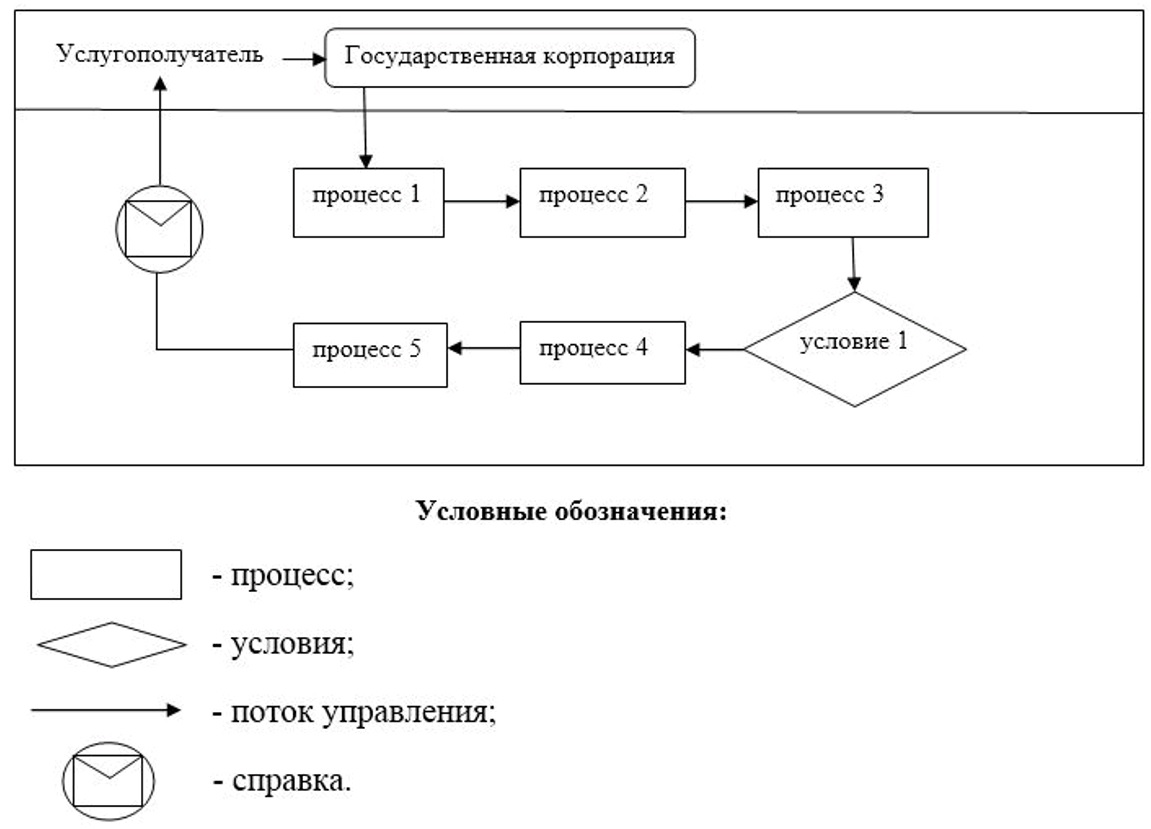 Услугополучатель
Государственная корпорация
процесс 1
процесс 2
процесс 3
условие 1
процесс 4
процесс 5
Условные обозначения:
- процесс;
- условия;
- поток управления;
- справка.